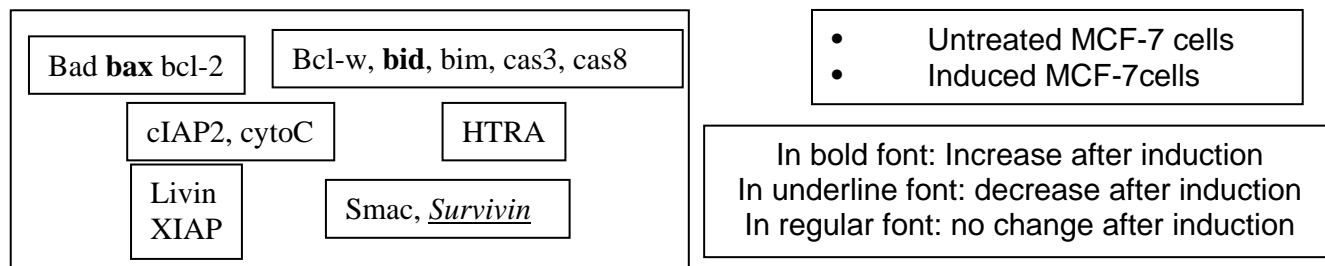 Bad bax bcl-2
Bcl-w, bid, bim, cas3, cas8
cIAP2, cytoC
HTRA
Livin
XIAP
Smac, Survivin
• Untreated MCF-7 cells
• Induced MCF-7cells
In bold font: Increase after induction
In underline font: decrease after induction
In regular font: no change after induction